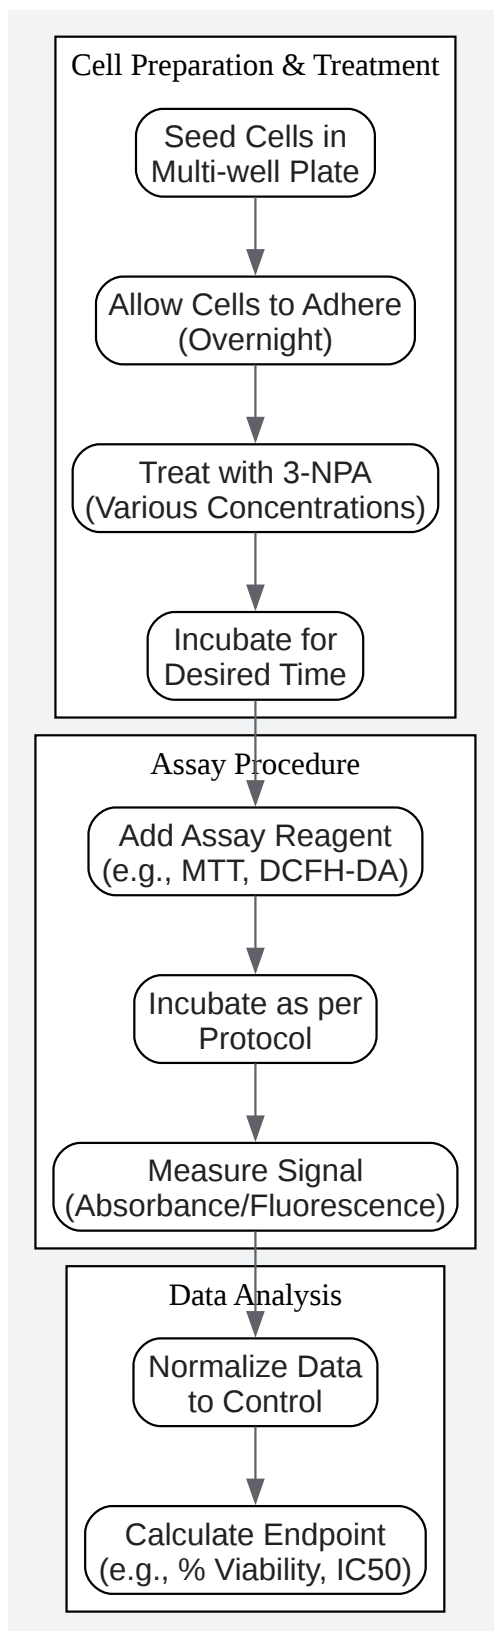 Cell Preparation & Treatment
Seed Cells in
Multi-well Plate
Allow Cells to Adhere
(Overnight)
Treat with 3-NPA
(Various Concentrations)
Incubate for
Desired Time
Assay Procedure
Add Assay Reagent
(e.g., MTT, DCFH-DA)
Incubate as per
Protocol
Measure Signal
(Absorbance/Fluorescence)
Data Analysis
Normalize Data
to Control
Calculate Endpoint
(e.g., % Viability, IC50)